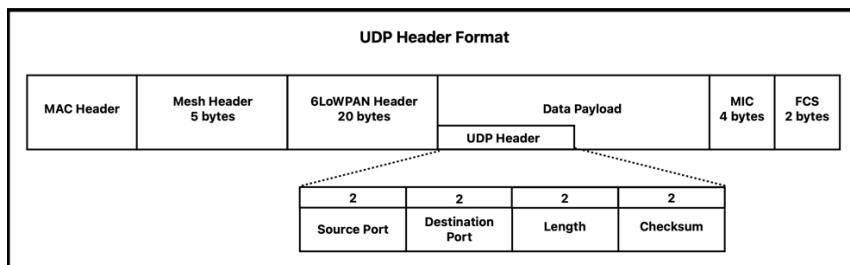 UDP Header Format
MAC Header
Mesh Header
5 bytes
6LoWPAN Header
20 bytes
Data Payload
MIC
4 bytes
FCS
2 bytes
UDP Header
2
2
2
2
Source Port
Destination
Port
Length
Checksum